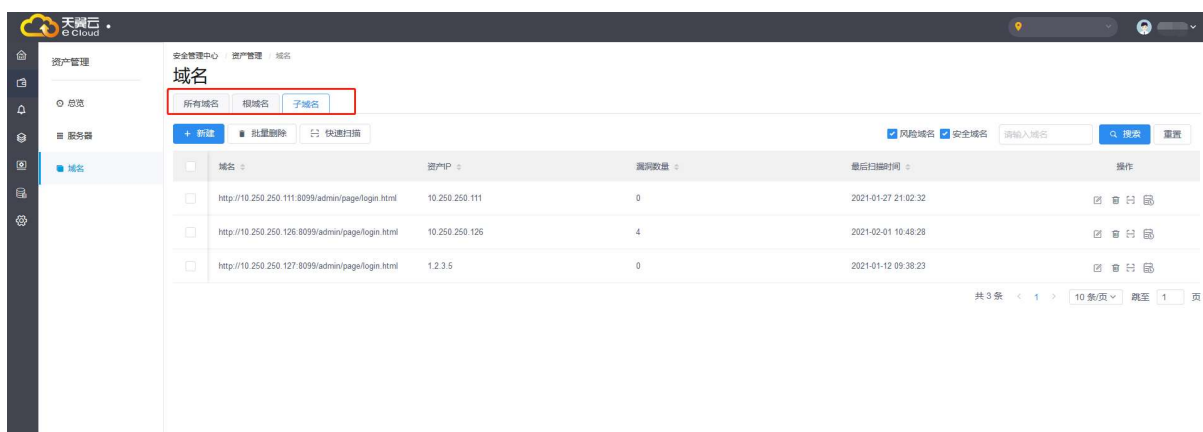 天翼云
e Cloud
资产管理
总览
服务器
域名
安全管理中心 / 资产管理 / 域名
域名
所有域名 根域名 子域名
+ 新建 批量删除 快速扫描 风险域名 安全域名 请输入域名 搜索 重置
域名 资产IP 漏洞数量 最后扫描时间 操作
http://10.250.250.111:8099/admin/page/login.html 10.250.250.111 0 2021-01-27 21:02:32
http://10.250.250.126:8099/admin/page/login.html 10.250.250.126 4 2021-02-01 10:48:28
http://10.250.250.127:8099/admin/page/login.html 1.2.3.5 0 2021-01-12 09:38:23
共 3 条 < 1 > 10 条/页 跳至 1 页